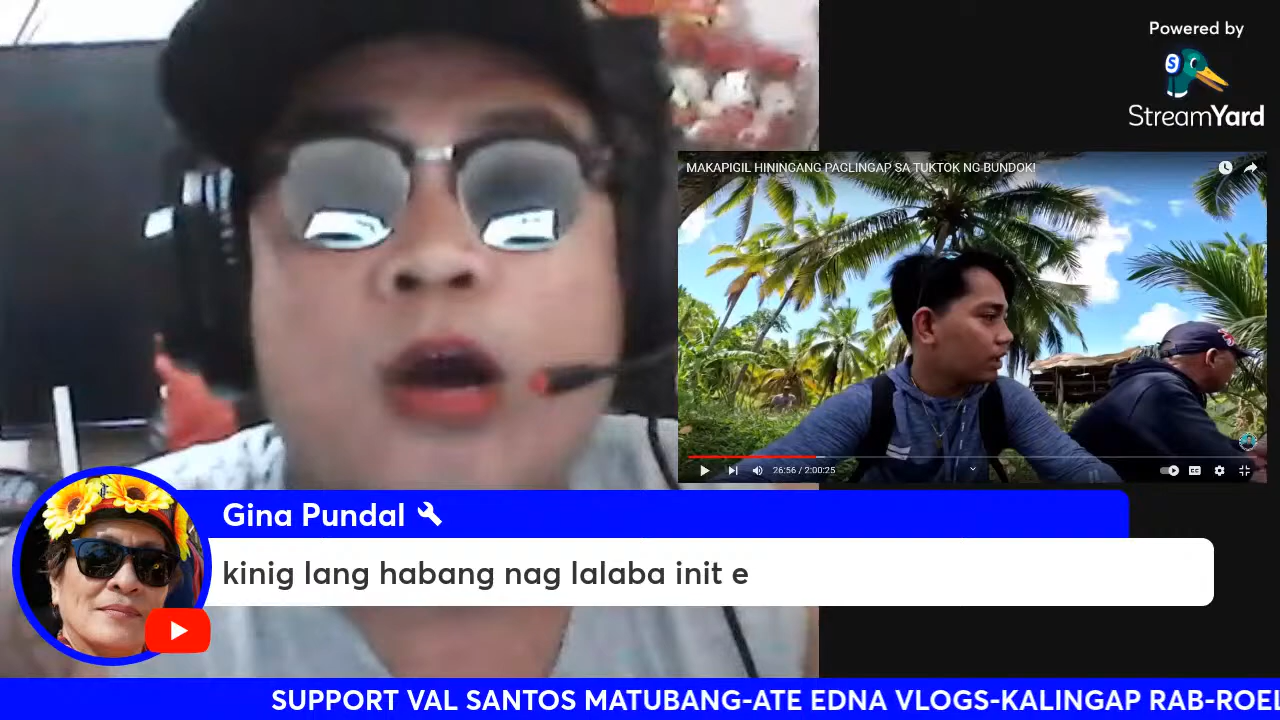 Powered by
StreamYard
MAKAPIGIL HININGANG PAGLINGAP SA TUKTOK NG BUNDOK!
26:56 / 2:00:25
Gina Pundal
kinig lang habang nag lalaba init e
SUPPORT VAL SANTOS MATUBANG-ATE EDNA VLOGS-KALINGAP RAB-ROEL